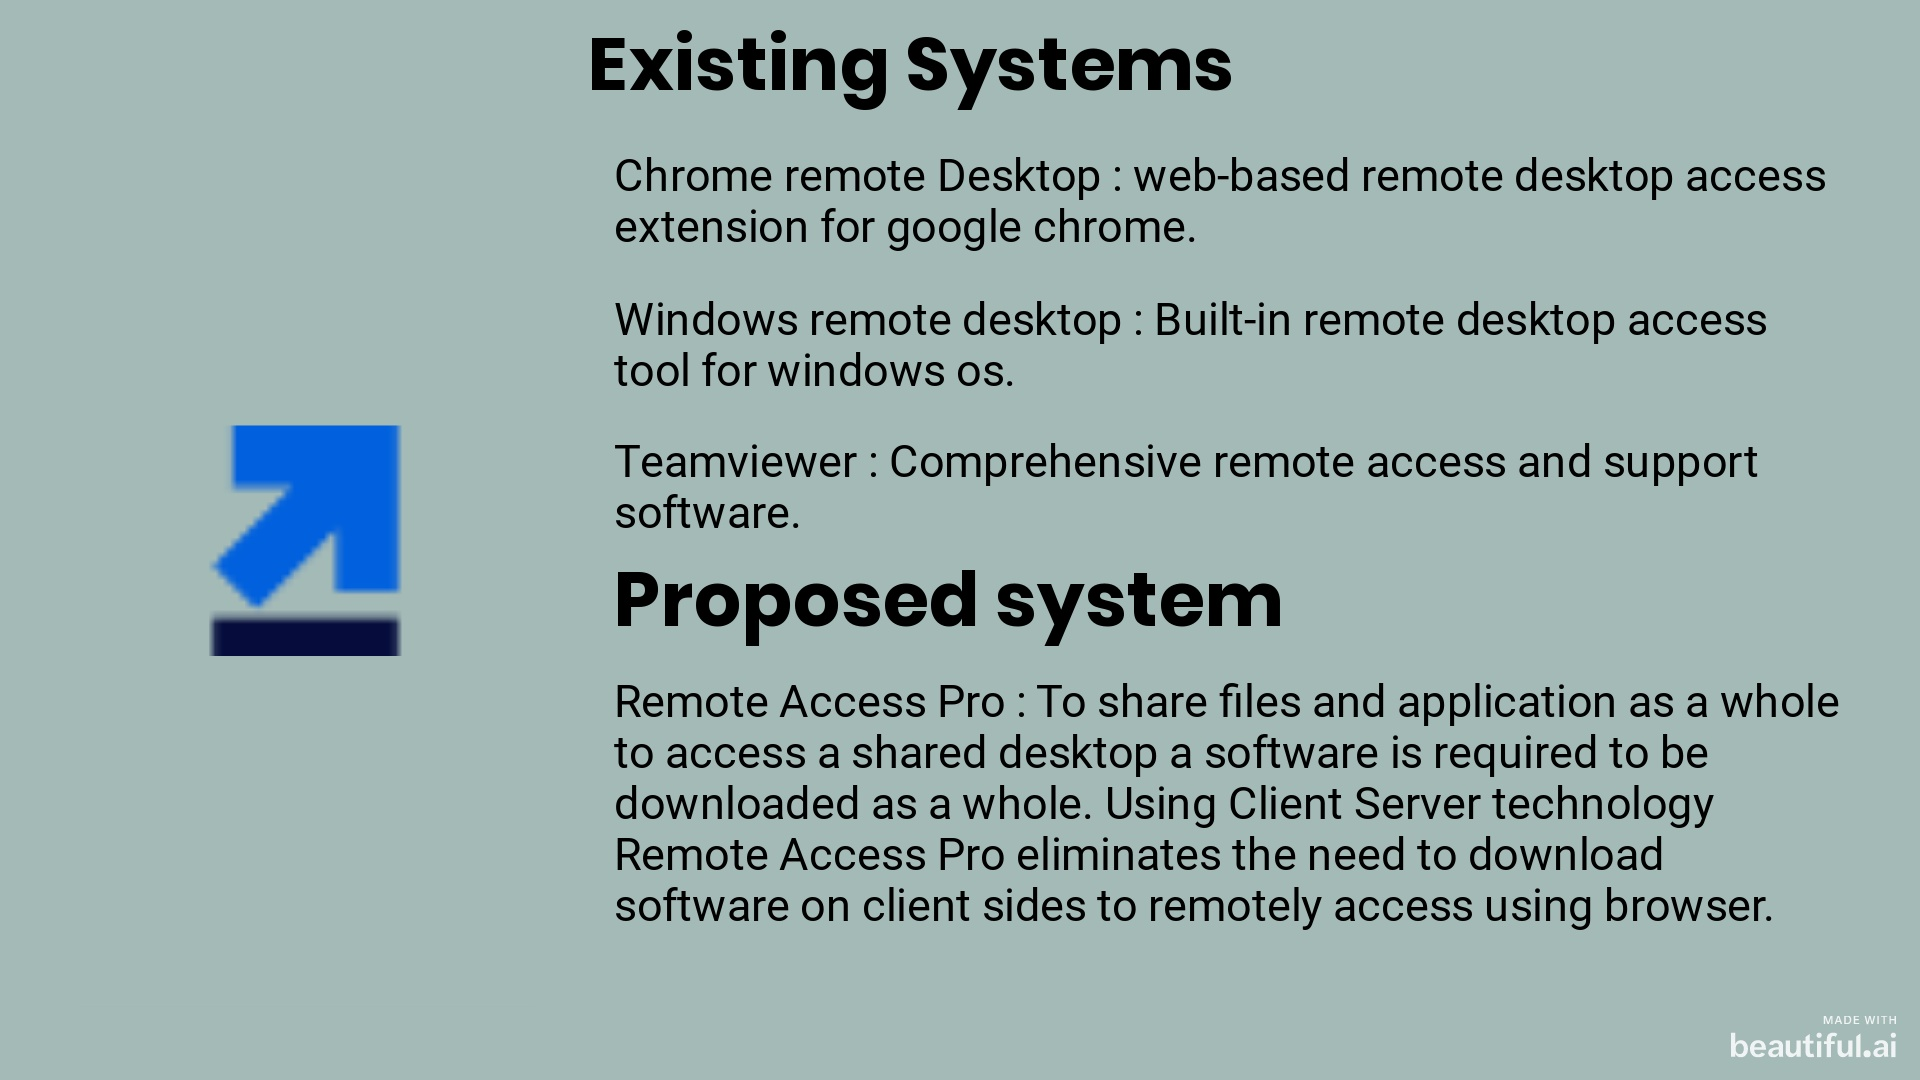 Existing Systems
Chrome remote Desktop : web-based remote desktop access
extension for google chrome.
Windows remote desktop : Built-in remote desktop access
tool for windows os.
Teamviewer : Comprehensive remote access and support
software.
Proposed system
Remote Access Pro : To share files and application as a whole
to access a shared desktop a software is required to be
downloaded as a whole. Using Client Server technology
Remote Access Pro eliminates the need to download
software on client sides to remotely access using browser.
MADE WITH
beautiful.ai